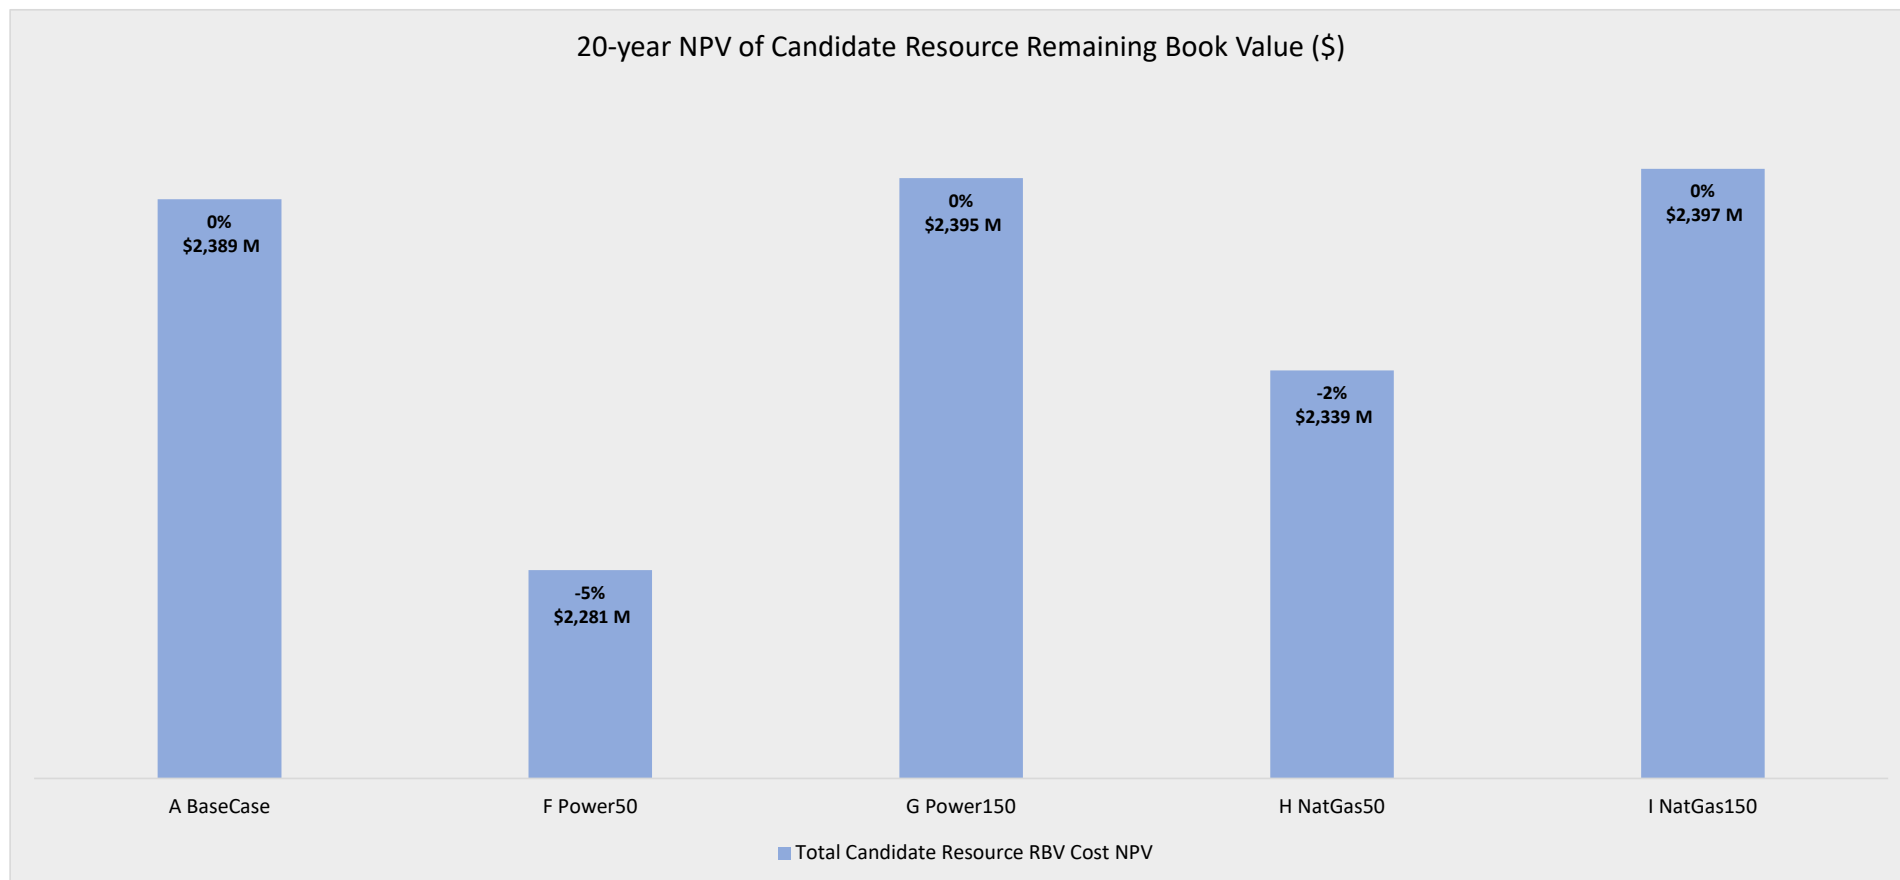 20-year NPV of Candidate Resource Remaining Book Value ($)
0%
$2,389 M
-5%
$2,281 M
0%
$2,395 M
-2%
$2,339 M
0%
$2,397 M
A BaseCase
F Power50
G Power150
H NatGas50
I NatGas150
Total Candidate Resource RBV Cost NPV